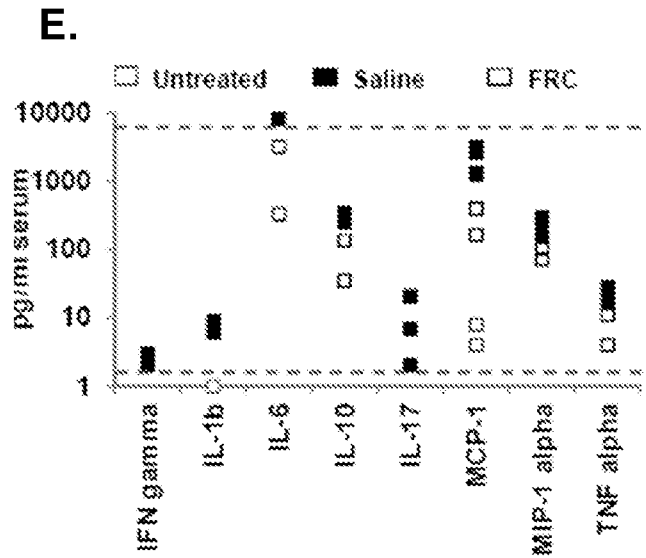 E.
Untreated Saline FRC
10000
1000
100
10
1
pg/ml serum
IFN gamma
IL-1b
IL-6
IL-10
IL-17
MCP-1
MIP-1 alpha
TNF alpha